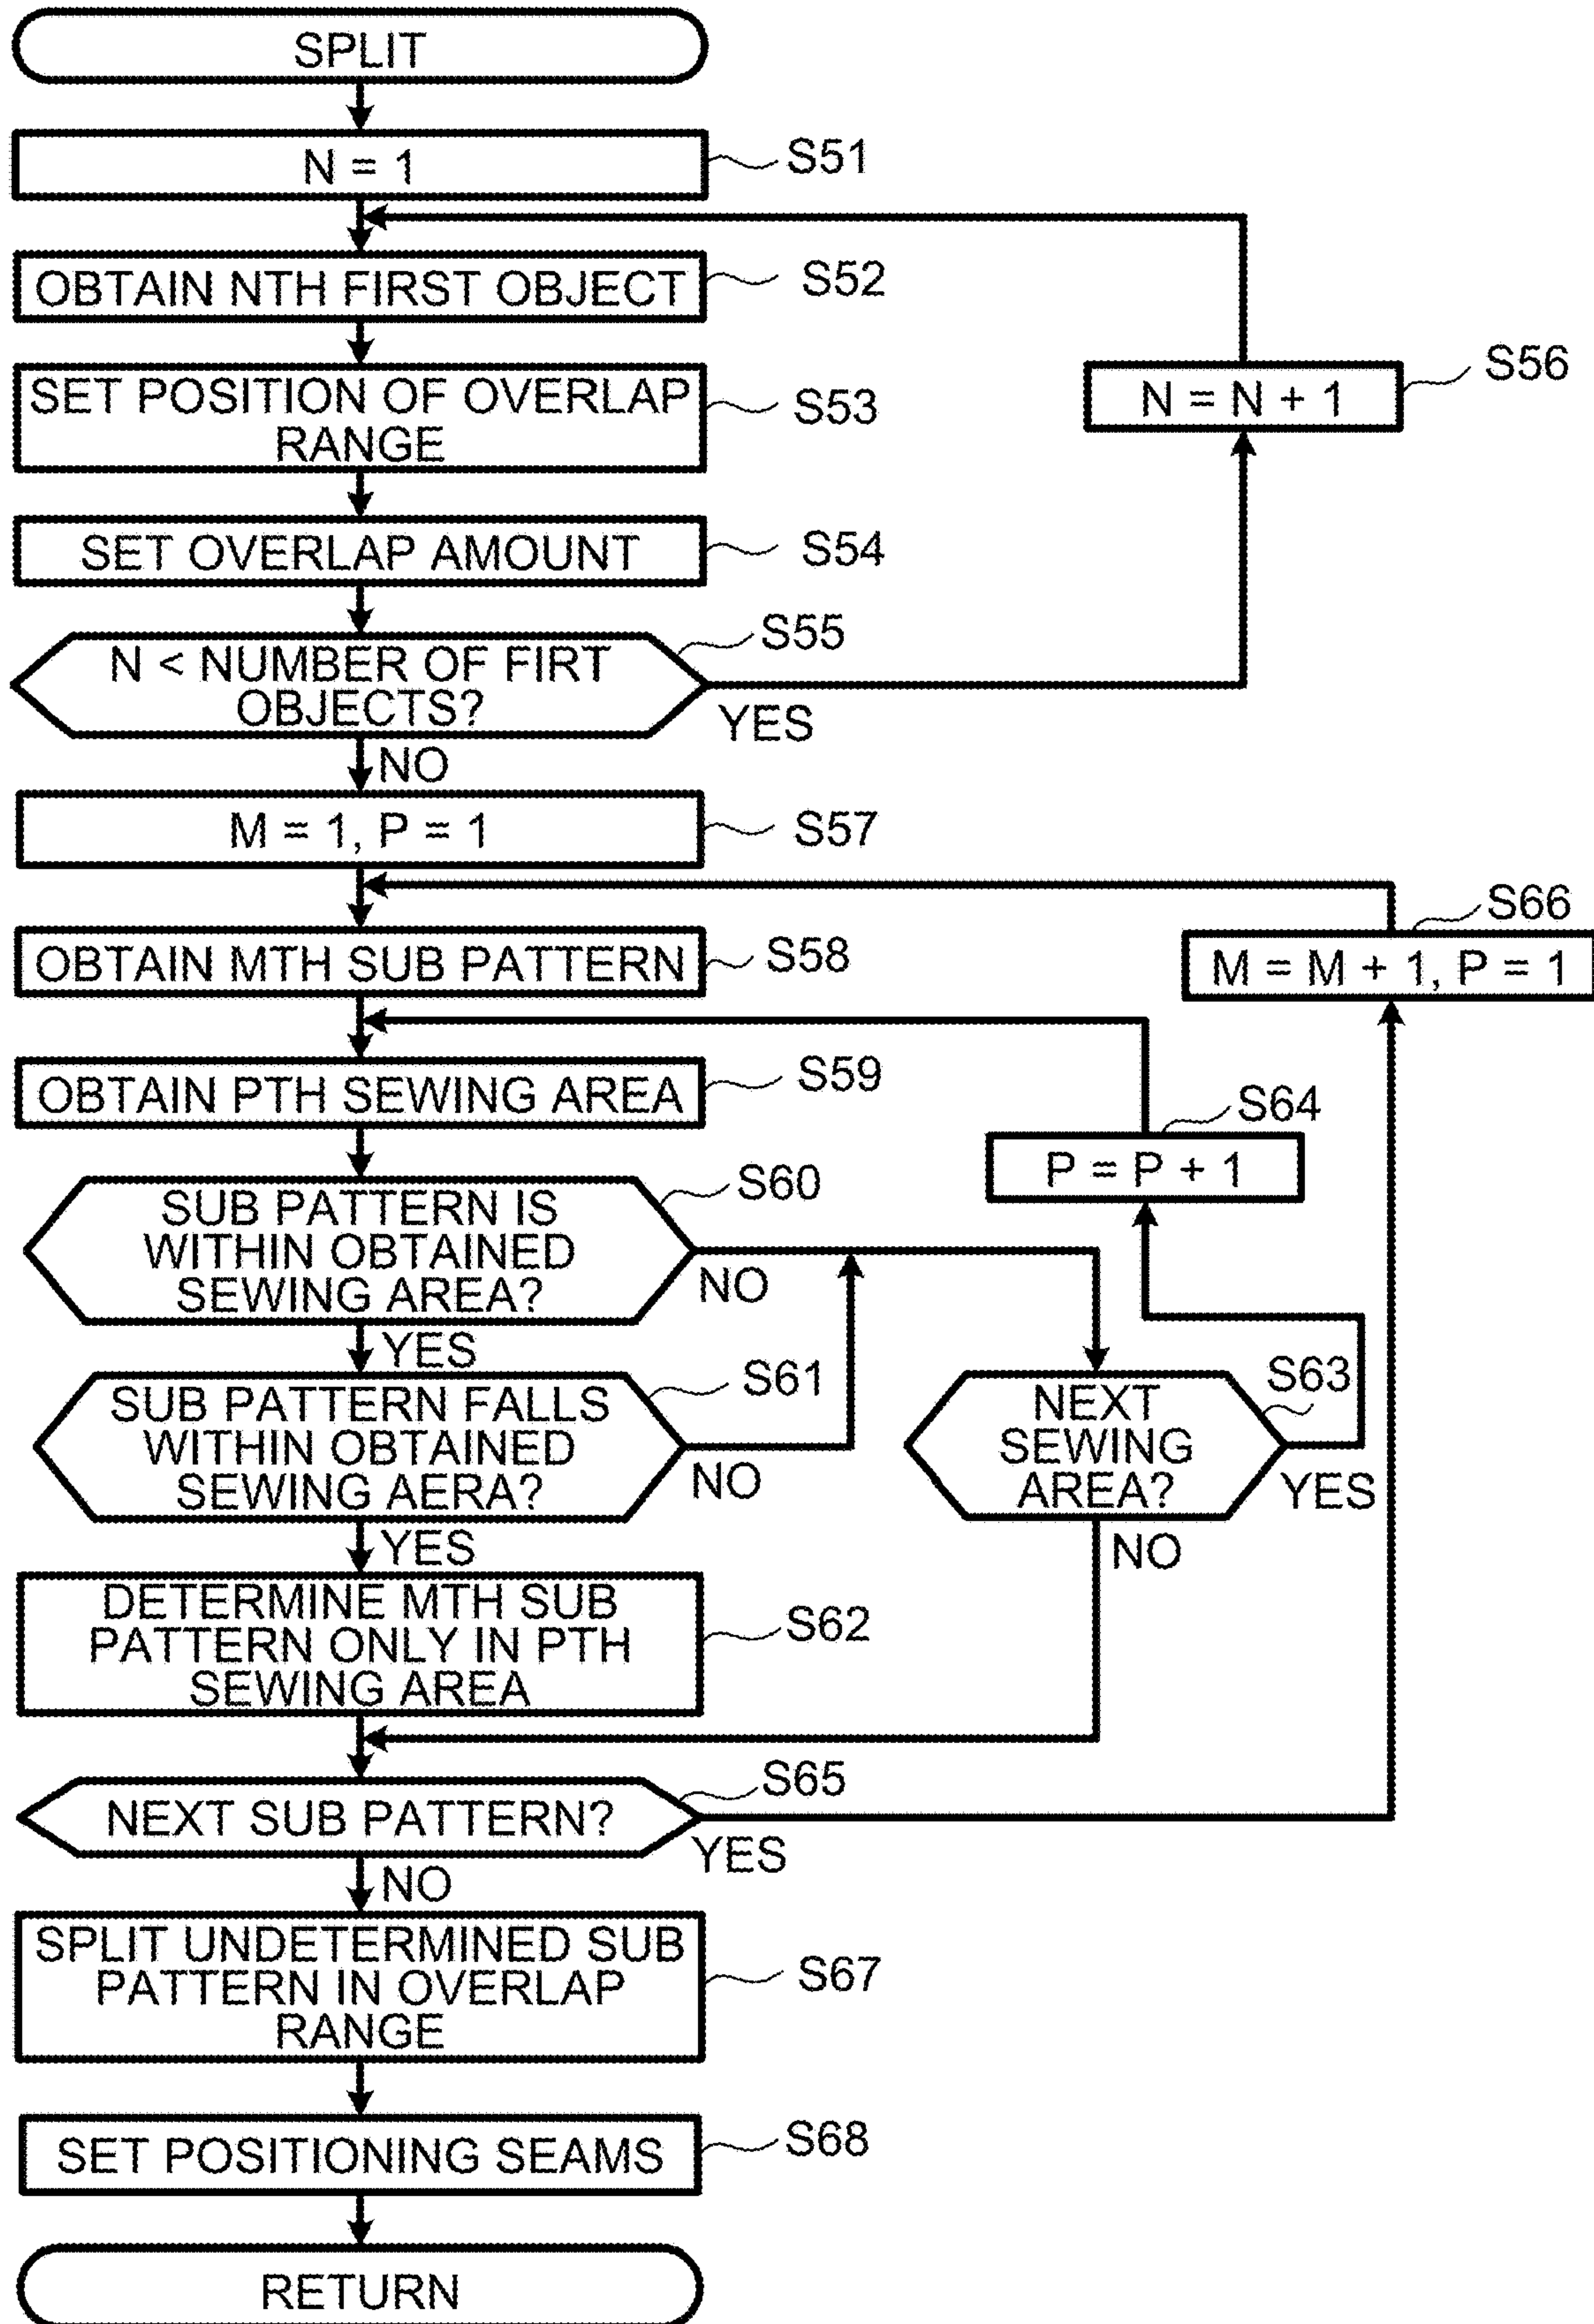 SPLIT
N = 1
S51
OBTAIN NTH FIRST OBJECT
S52
SET POSITION OF OVERLAP
RANGE
S53
N = N + 1
S56
SET OVERLAP AMOUNT
S54
N < NUMBER OF FIRT
OBJECTS?
S55
YES
NO
M = 1, P = 1
S57
OBTAIN MTH SUB PATTERN
S58
M = M + 1, P = 1
S66
OBTAIN PTH SEWING AREA
S59
P = P + 1
S64
SUB PATTERN IS
WITHIN OBTAINED
SEWING AREA?
S60
NO
YES
SUB PATTERN FALLS
WITHIN OBTAINED
SEWING AERA?
S61
NO
NEXT
SEWING
AREA?
S63
YES
NO
YES
DETERMINE MTH SUB
PATTERN ONLY IN PTH
SEWING AREA
S62
NEXT SUB PATTERN?
S65
YES
NO
SPLIT UNDETERMINED SUB
PATTERN IN OVERLAP
RANGE
S67
SET POSITIONING SEAMS
S68
RETURN